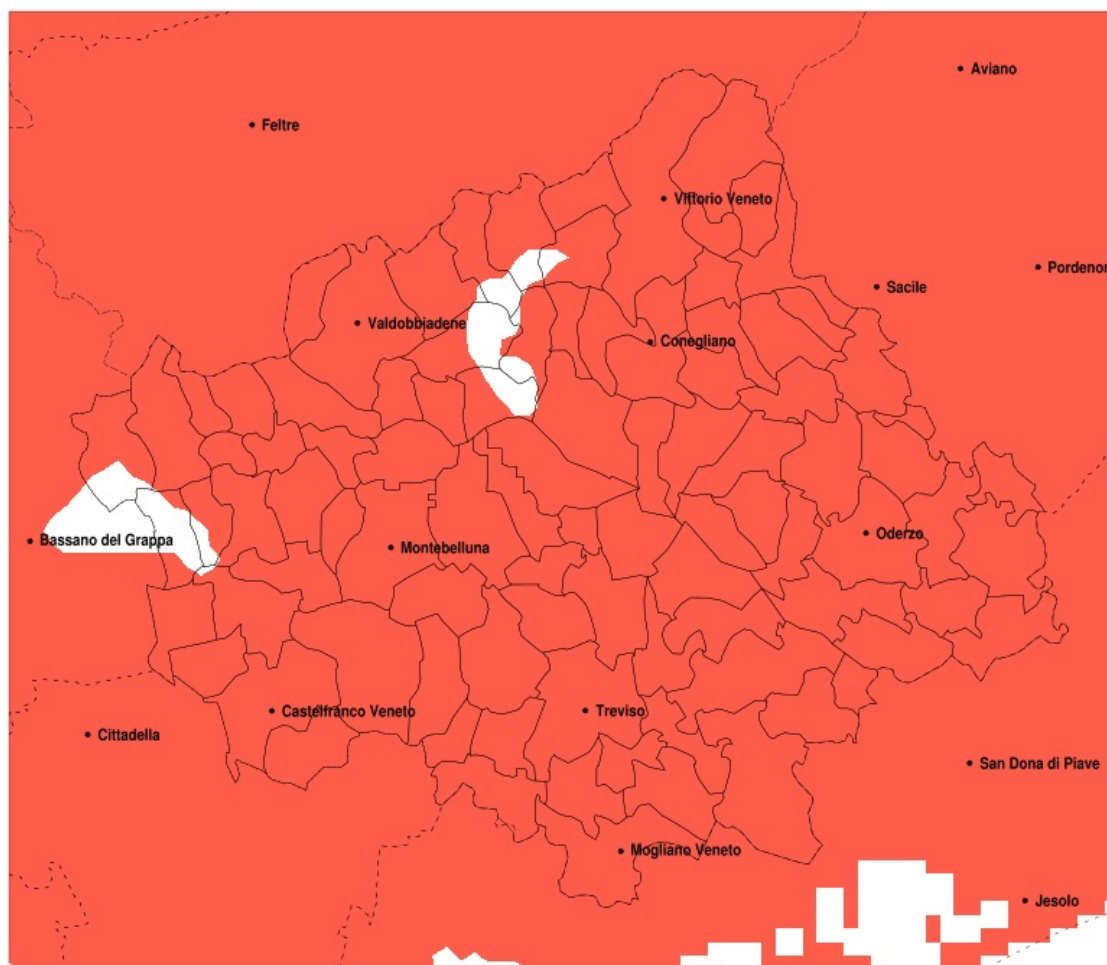 Aviano
Feltre
Vittorio Veneto
Pordenon
Sacile
Valdobbiadene
Conegliano
Oderzo
Bassano del Grappa
Montebelluna
Castelfranco Veneto
Treviso
Cittadella
San Dona di Piave
Mogliano Veneto
Jesolo